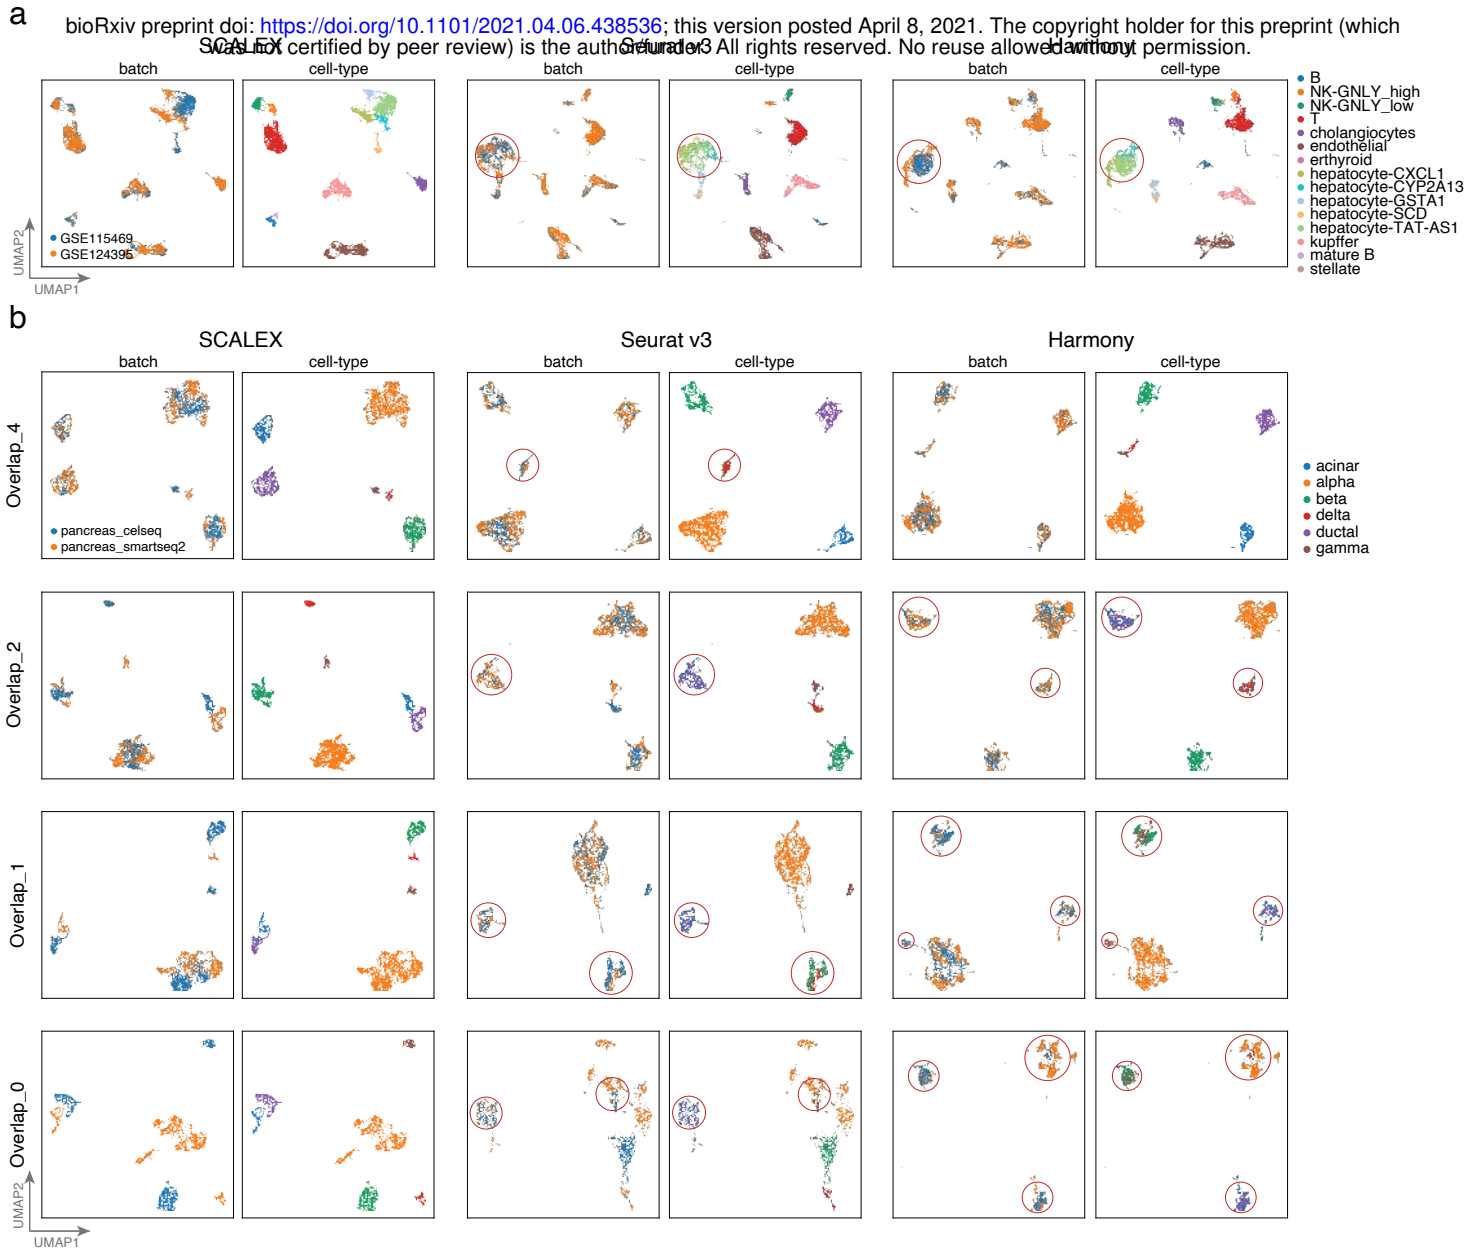 a
bioRxiv preprint doi: https://doi.org/10.1101/2021.04.06.438536; this version posted April 8, 2021. The copyright holder for this preprint (which
was not certified by peer review) is the author/funder. All rights reserved. No reuse allowed without permission.
SCALEX Seurat v3 Harmony
batch cell-type batch cell-type batch cell-type
B
NK-GNLY_high
NK-GNLY_low
T
cholangiocytes
endothelial
erthyroid
hepatocyte-CXCL1
hepatocyte-CYP2A13
hepatocyte-GSTA1
hepatocyte-SCD
hepatocyte-TAT-AS1
kupffer
mature B
stellate
GSE115469
GSE124395
UMAP2
UMAP1
b
SCALEX Seurat v3 Harmony
batch cell-type batch cell-type batch cell-type
Overlap_4
pancreas_celseq
pancreas_smartseq2
acinar
alpha
beta
delta
ductal
gamma
Overlap_2
Overlap_1
Overlap_0
UMAP2
UMAP1